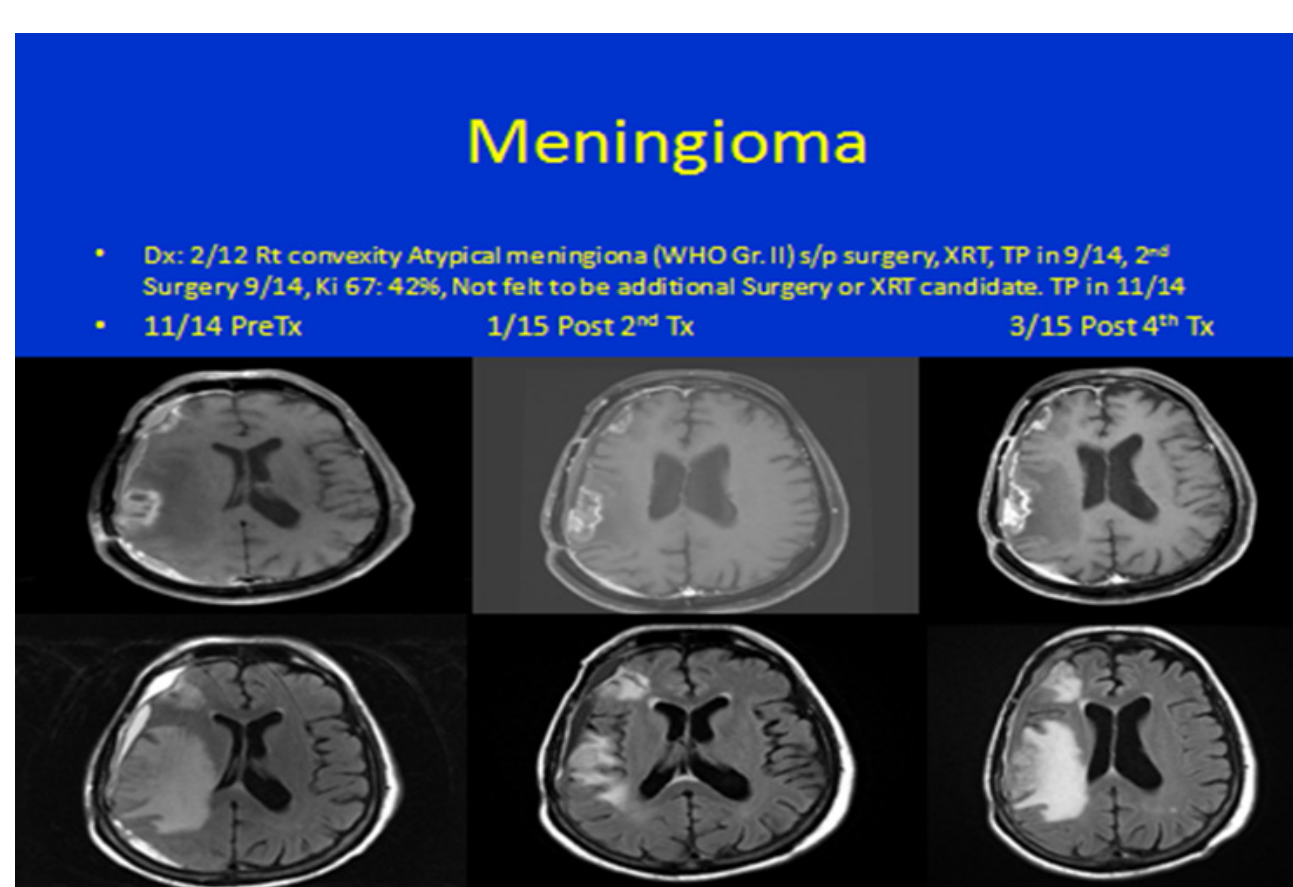 Meningioma
• Dx: 2/12 Rt convexity Atypical meningiona (WHO Gr. II) s/p surgery, XRT, TP in 9/14, 2nd
Surgery 9/14, Ki 67: 42%, Not felt to be additional Surgery or XRT candidate. TP in 11/14
• 11/14 PreTx 1/15 Post 2nd Tx 3/15 Post 4th Tx